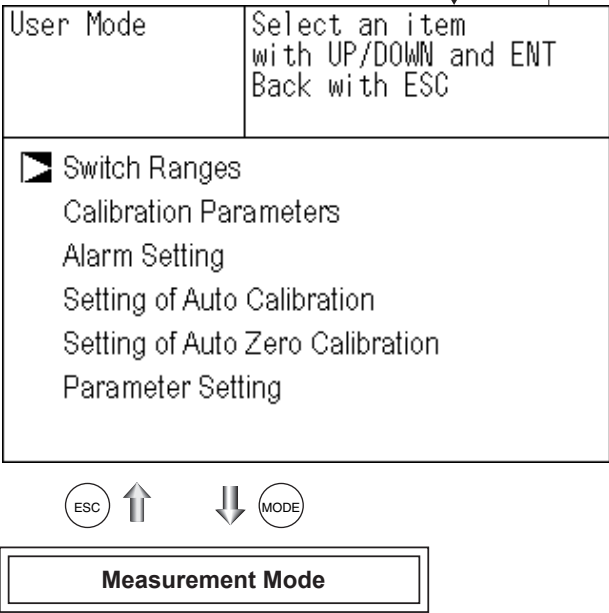 User Mode
Select an item
with UP/DOWN and ENT
Back with ESC
Switch Ranges
Calibration Parameters
Alarm Setting
Setting of Auto Calibration
Setting of Auto Zero Calibration
Parameter Setting
ESC
MODE
Measurement Mode